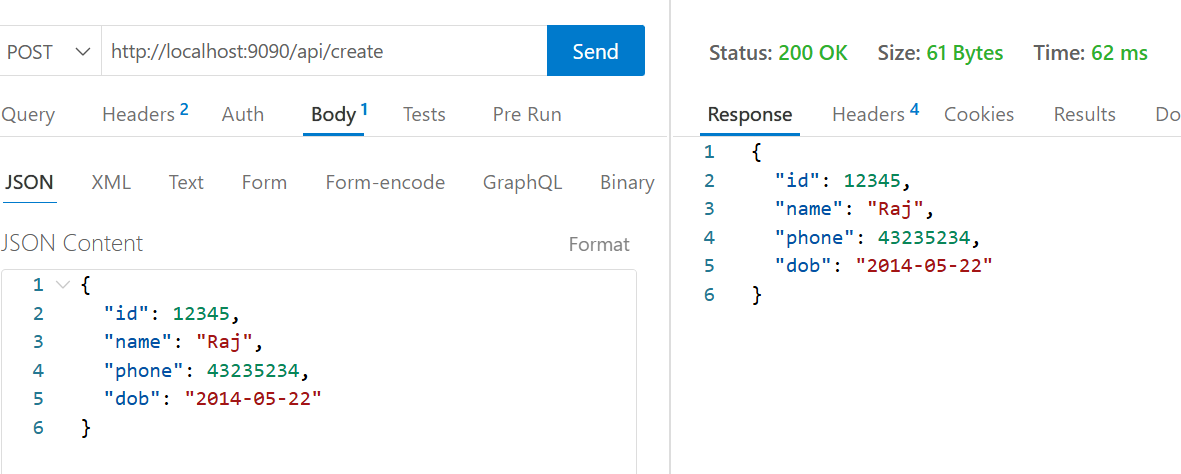 POST http://localhost:9090/api/create Send
Query Headers 2 Auth Body 1 Tests Pre Run
JSON XML Text Form Form-encode GraphQL Binary
JSON Content Format
1 {
2 "id": 12345,
3 "name": "Raj",
4 "phone": 43235234,
5 "dob": "2014-05-22"
6 }
Status: 200 OK Size: 61 Bytes Time: 62 ms
Response Headers 4 Cookies Results Do
1 {
2 "id": 12345,
3 "name": "Raj",
4 "phone": 43235234,
5 "dob": "2014-05-22"
6 }